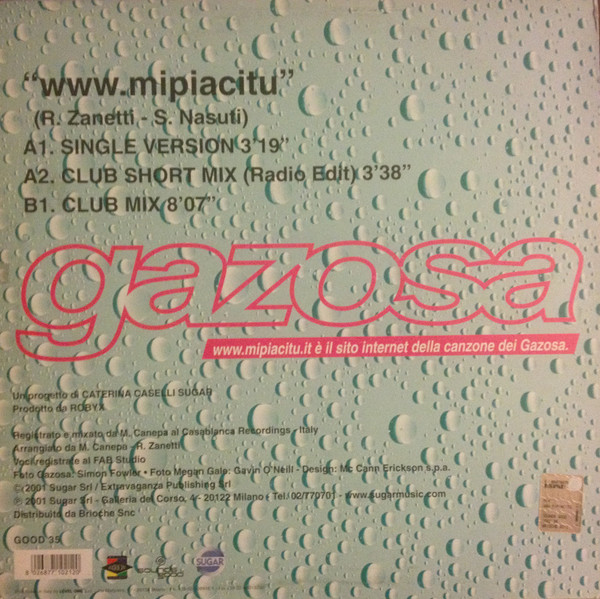 “www.mipiacitu”
(R. Zanetti - S. Nasuti)
A1. SINGLE VERSION 3'19”
A2. CLUB SHORT MIX (Radio Edit) 3'38”
B1. CLUB MIX 8'07”
gazosa
www.mipiacitu.it è il sito internet della canzone dei Gazosa.
Un progetto di CATERINA CASELLI SUGAR
Prodotto da ROBYX
Registrato e mixato da M. Canepa al Casablanca Recordings - Italy
Arrangiato da M. Canepa - R. Zanetti
Voci registrate al FAB Studio
Foto Gazosa: Simon Fowler • Foto Megan Gale: Gavin O'Neill - Design: Mc Cann Erickson s.p.a.
© 2001 Sugar Srl / Extravaganza Publishing Srl
℗ 2001 Sugar Srl - Galleria del Corso, 4 - 20122 Milano • Tel. 02/770701 - www.sugarmusic.com
Distribuito da Brioche Snc
GOOD 35
SUGAR
8 026877 102120